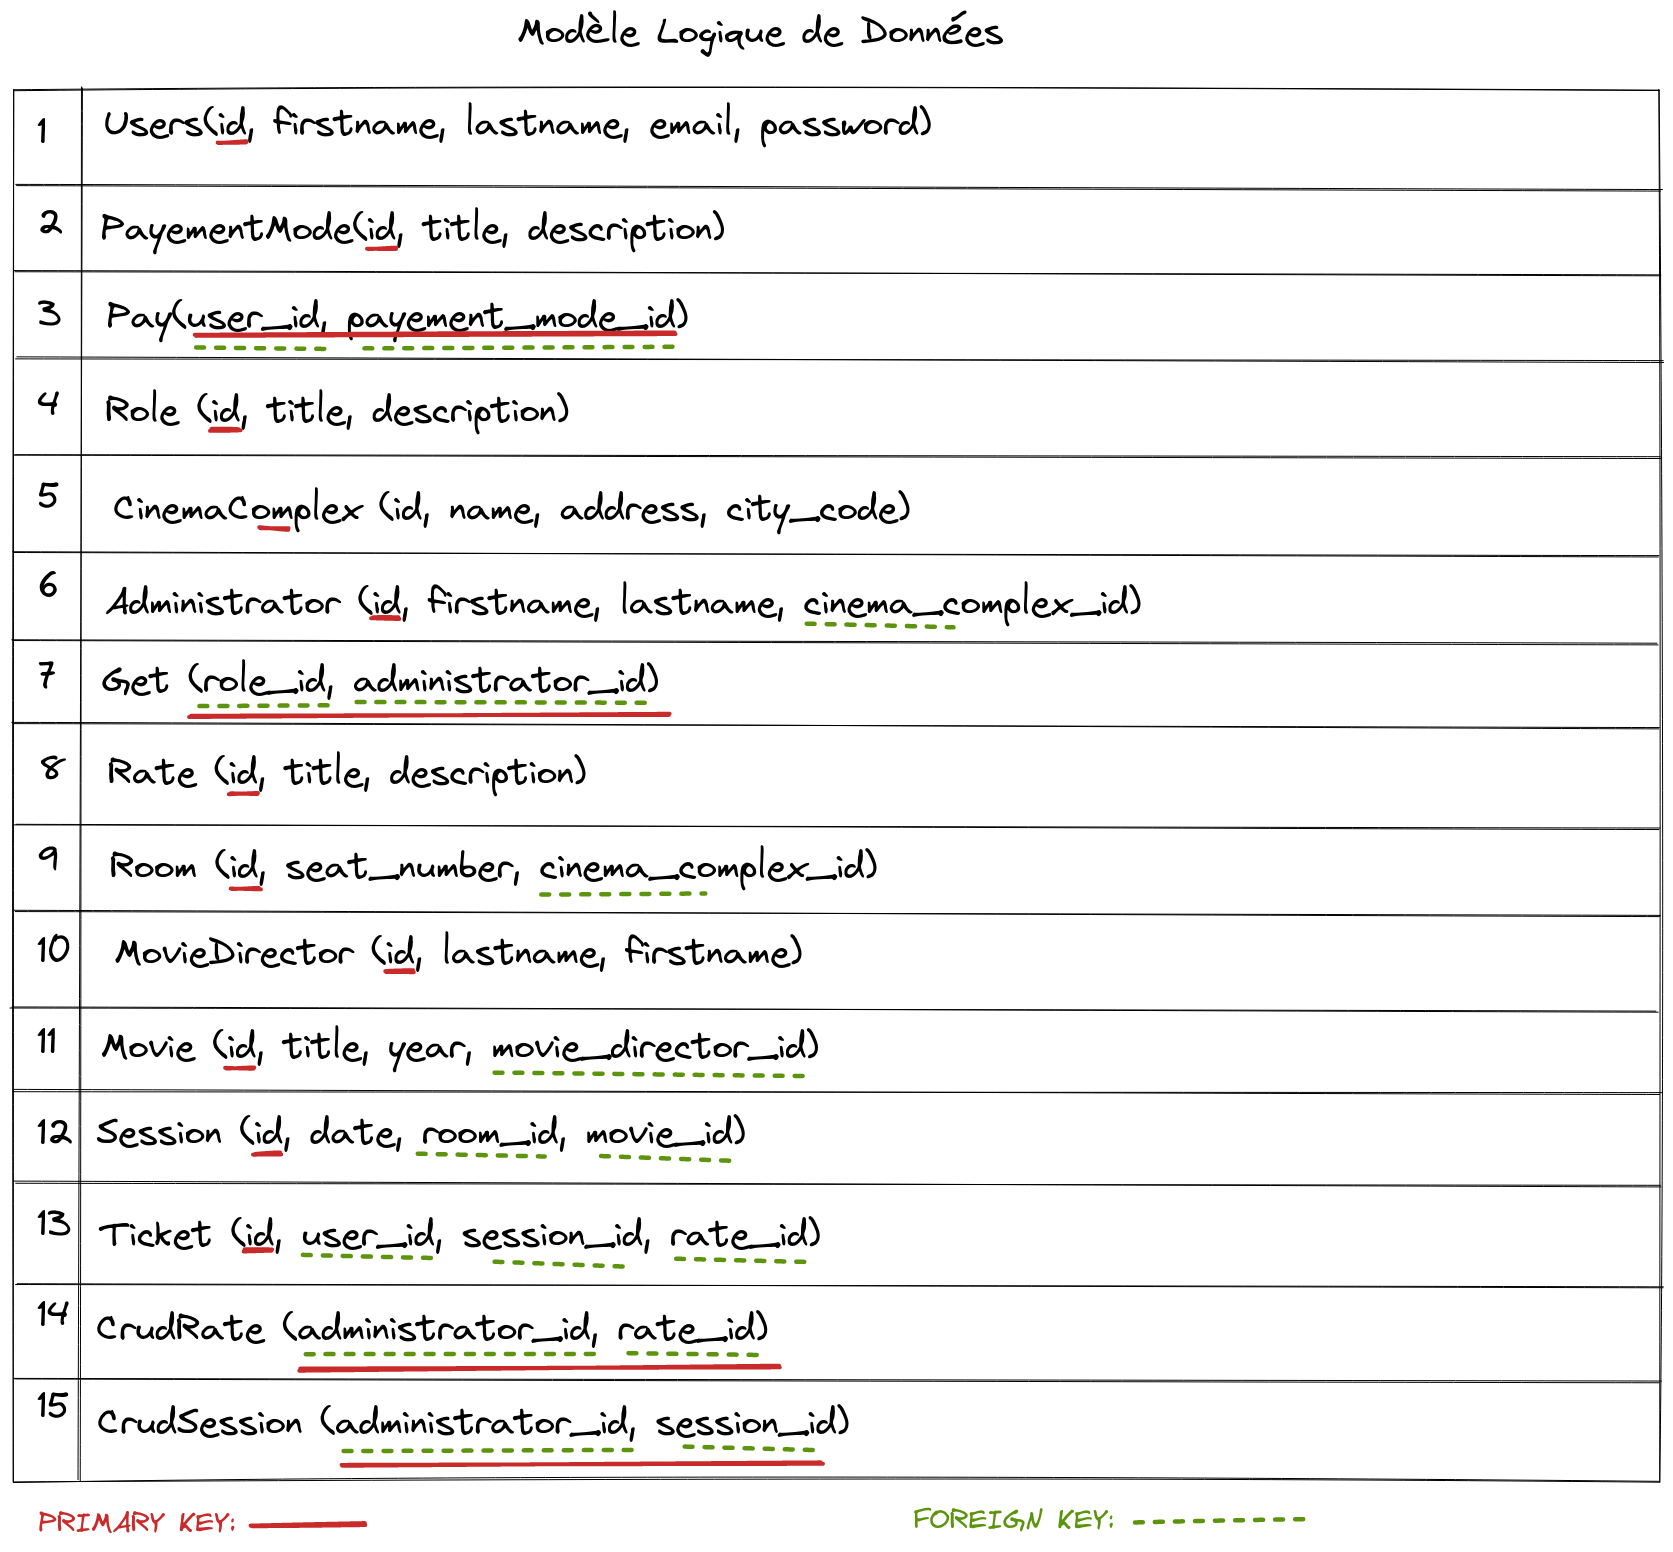 Modèle Logique de Données
1 Users(id, firstname, lastname, email, password)
2 PayementMode(id, title, description)
3 Pay(user_id, payement_mode_id)
4 Role (id, title, description)
5 CinemaComplex (id, name, address, city_code)
6 Administrator (id, firstname, lastname, cinema_complex_id)
7 Get (role_id, administrator_id)
8 Rate (id, title, description)
9 Room (id, seat_number, cinema_complex_id)
10 MovieDirector (id, lastname, firstname)
11 Movie (id, title, year, movie_director_id)
12 Session (id, date, room_id, movie_id)
13 Ticket (id, user_id, session_id, rate_id)
14 CrudRate (administrator_id, rate_id)
15 CrudSession (administrator_id, session_id)
PRIMARY KEY: FOREIGN KEY: